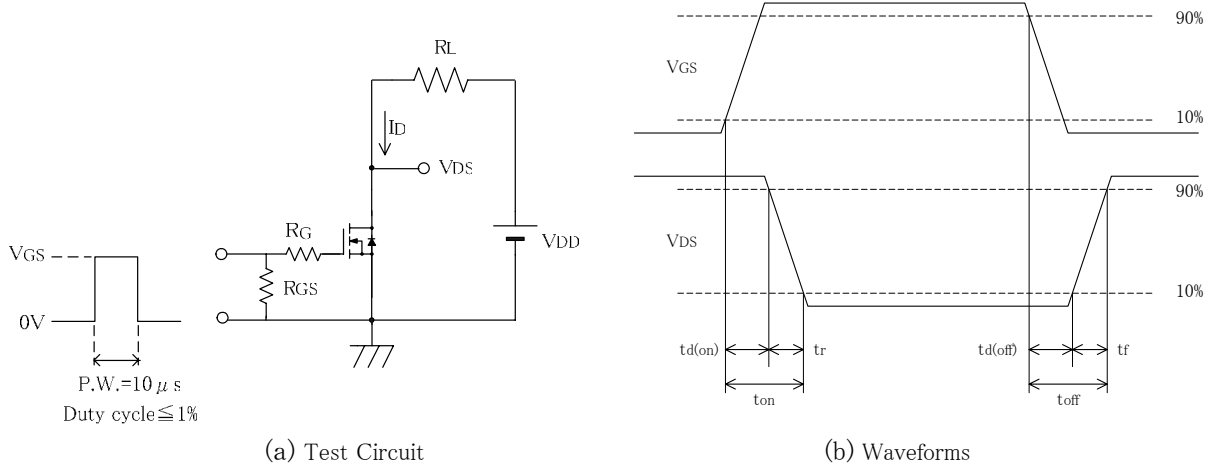 RL
ID
VDS
RG
RGS
VDD
VGS
0V
P.W.=10μs
Duty cycle≦1%
(a) Test Circuit
90%
VGS
10%
90%
VDS
10%
td(on)
tr
td(off)
tf
ton
toff
(b) Waveforms